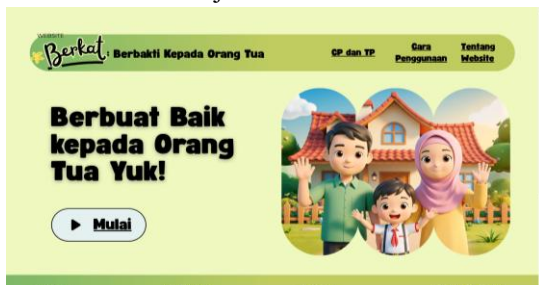 WEBSITE
Berkat : Berbakti Kepada Orang Tua
CP dan TP
Cara
Penggunaan
Tentang
Website
Berbuat Baik
kepada Orang
Tua Yuk!
Mulai